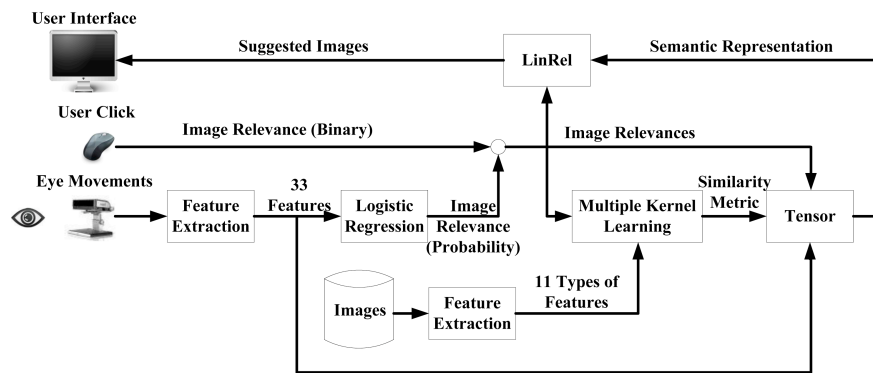 User Interface
Suggested Images
LinRel
Semantic Representation
User Click
Image Relevance (Binary)
Image Relevances
Eye Movements
Feature
Extraction
33
Features
Logistic
Regression
Image
Relevance
(Probability)
Multiple Kernel
Learning
Similarity
Metric
Tensor
Images
Feature
Extraction
11 Types of
Features